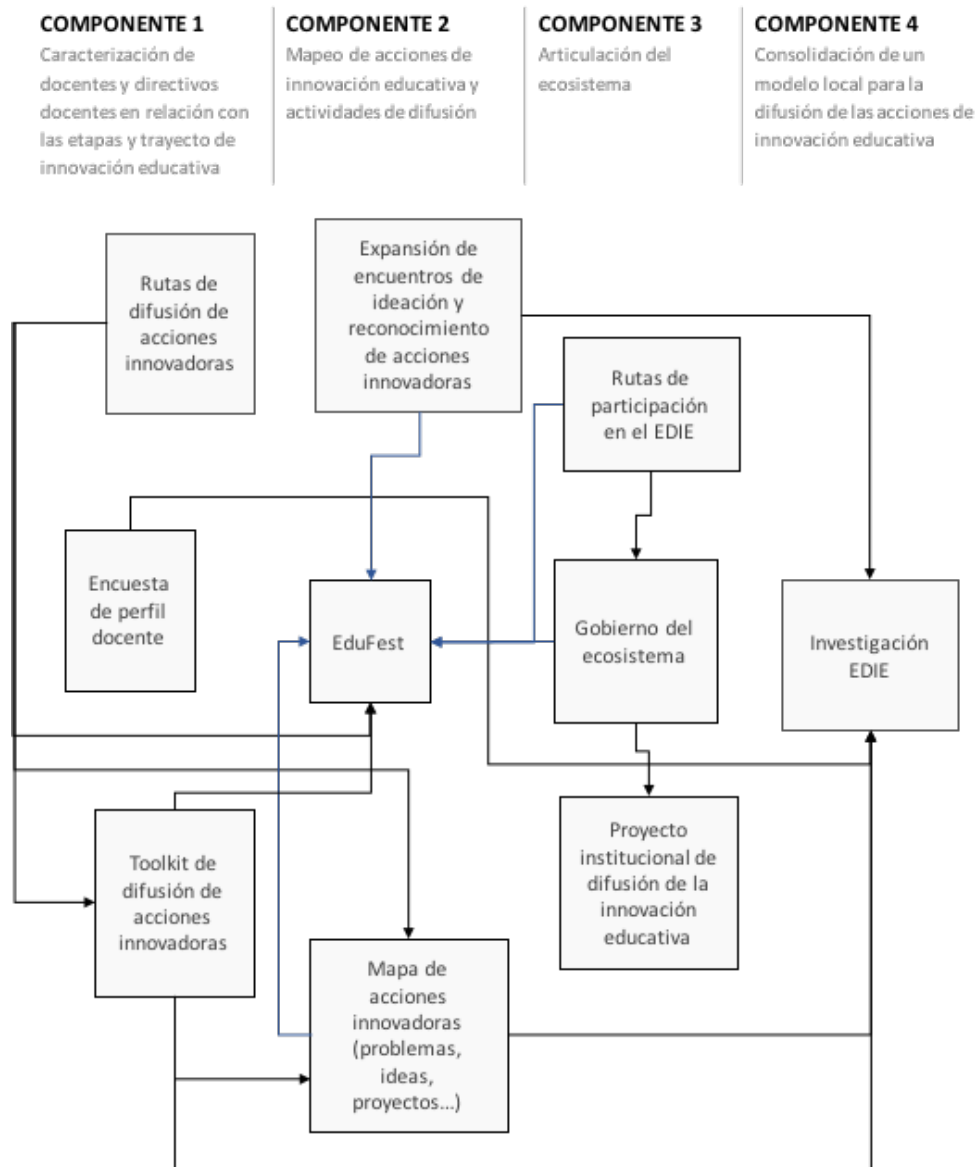 COMPONENTE 1
Caracterización de
docentes y directivos
docentes en relación con
las etapas y trayecto de
innovación educativa
COMPONENTE 2
Mapeo de acciones de
innovación educativa y
actividades de difusión
COMPONENTE 3
Articulación del
ecosistema
COMPONENTE 4
Consolidación de un
modelo local para la
difusión de las acciones de
innovación educativa
Rutas de
difusión de
acciones
innovadoras
Expansión de
encuentros de
ideación y
reconocimiento
de acciones
innovadoras
Rutas de
participación
en el EDIE
Encuesta
de perfil
docente
EduFest
Gobierno del
ecosistema
Investigación
EDIE
Toolkit de
difusión de
acciones
innovadoras
Proyecto
institucional de
difusión de la
innovación
educativa
Mapa de
acciones
innovadoras
(problemas,
ideas,
proyectos...)